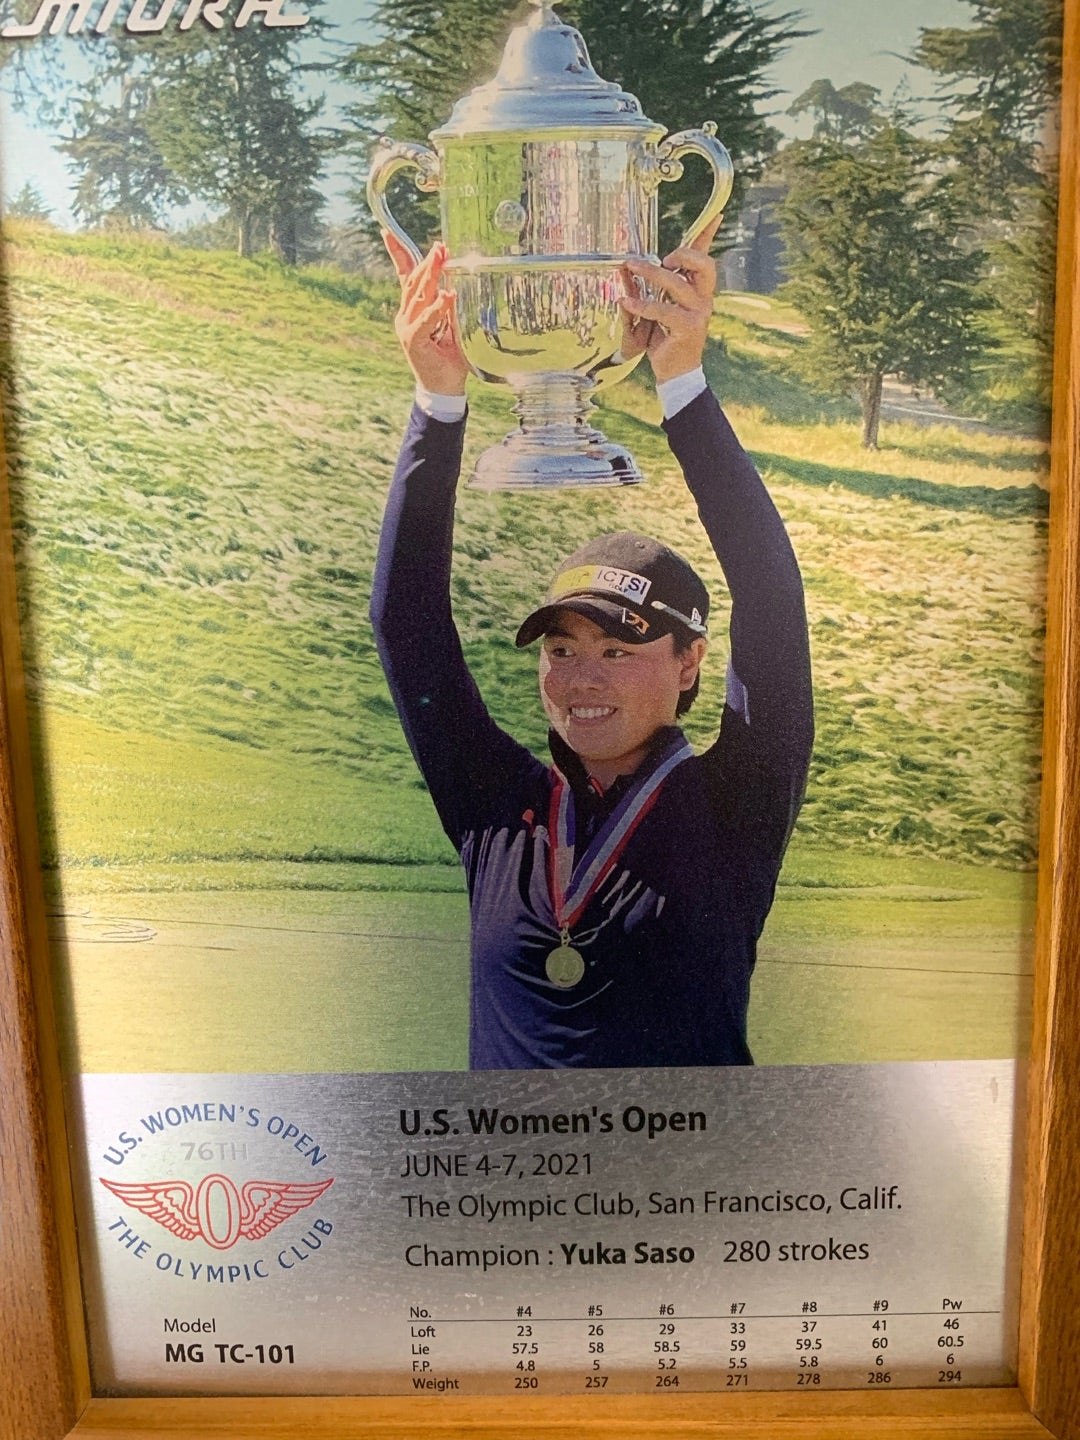 MIURA
ICTSI
GOLF
U.S. WOMEN'S OPEN
76TH
THE OLYMPIC CLUB
U.S. Women's Open
JUNE 4-7, 2021
The Olympic Club, San Francisco, Calif.
Champion : Yuka Saso 280 strokes
Model
MG TC-101
No. #4 #5 #6 #7 #8 #9 Pw
Loft 23 26 29 33 37 41 46
Lie 57.5 58 58.5 59 59.5 60 60.5
F.P. 4.8 5 5.2 5.5 5.8 6 6
Weight 250 257 264 271 278 286 294